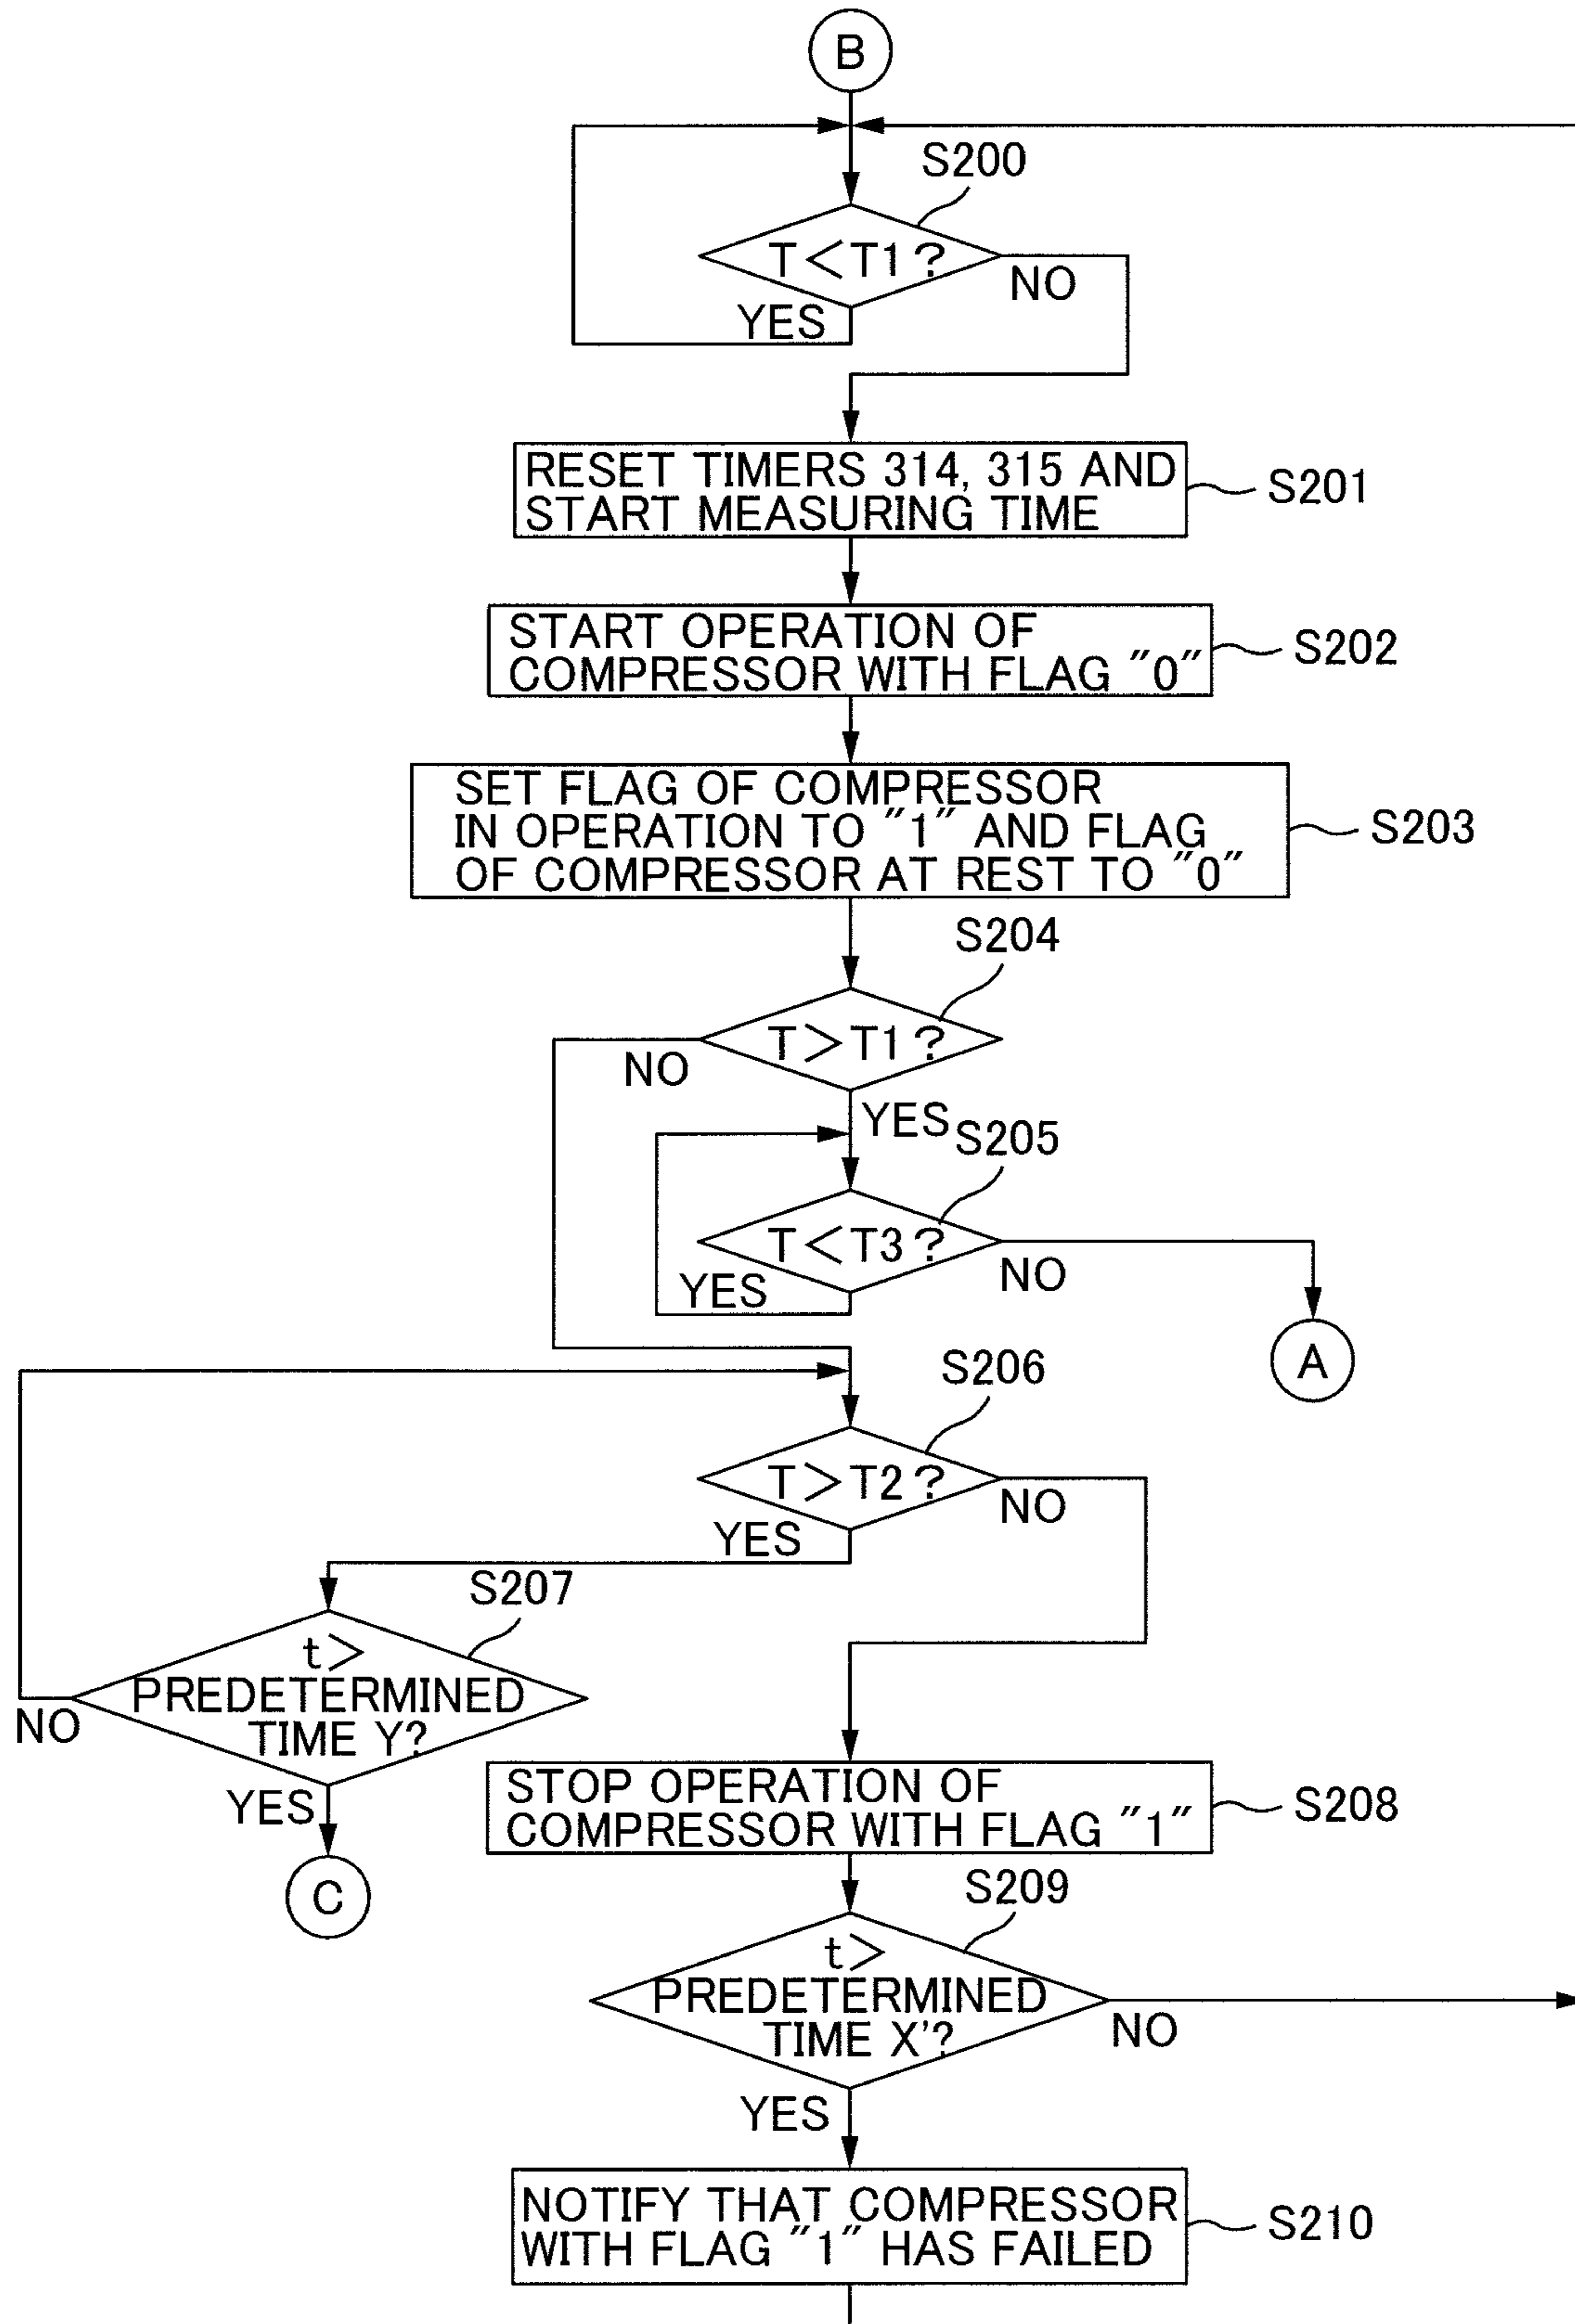 B
S200
T<T1?
NO
YES
RESET TIMERS 314, 315 AND
START MEASURING TIME
S201
START OPERATION OF
COMPRESSOR WITH FLAG "0"
S202
SET FLAG OF COMPRESSOR
IN OPERATION TO "1" AND FLAG
OF COMPRESSOR AT REST TO "0"
S203
S204
T>T1?
NO
YES
S205
T<T3?
NO
YES
A
S206
T>T2?
NO
YES
S207
t>
PREDETERMINED
TIME Y?
NO
YES
C
STOP OPERATION OF
COMPRESSOR WITH FLAG "1"
S208
S209
t>
PREDETERMINED
TIME X'?
NO
YES
NOTIFY THAT COMPRESSOR
WITH FLAG "1" HAS FAILED
S210